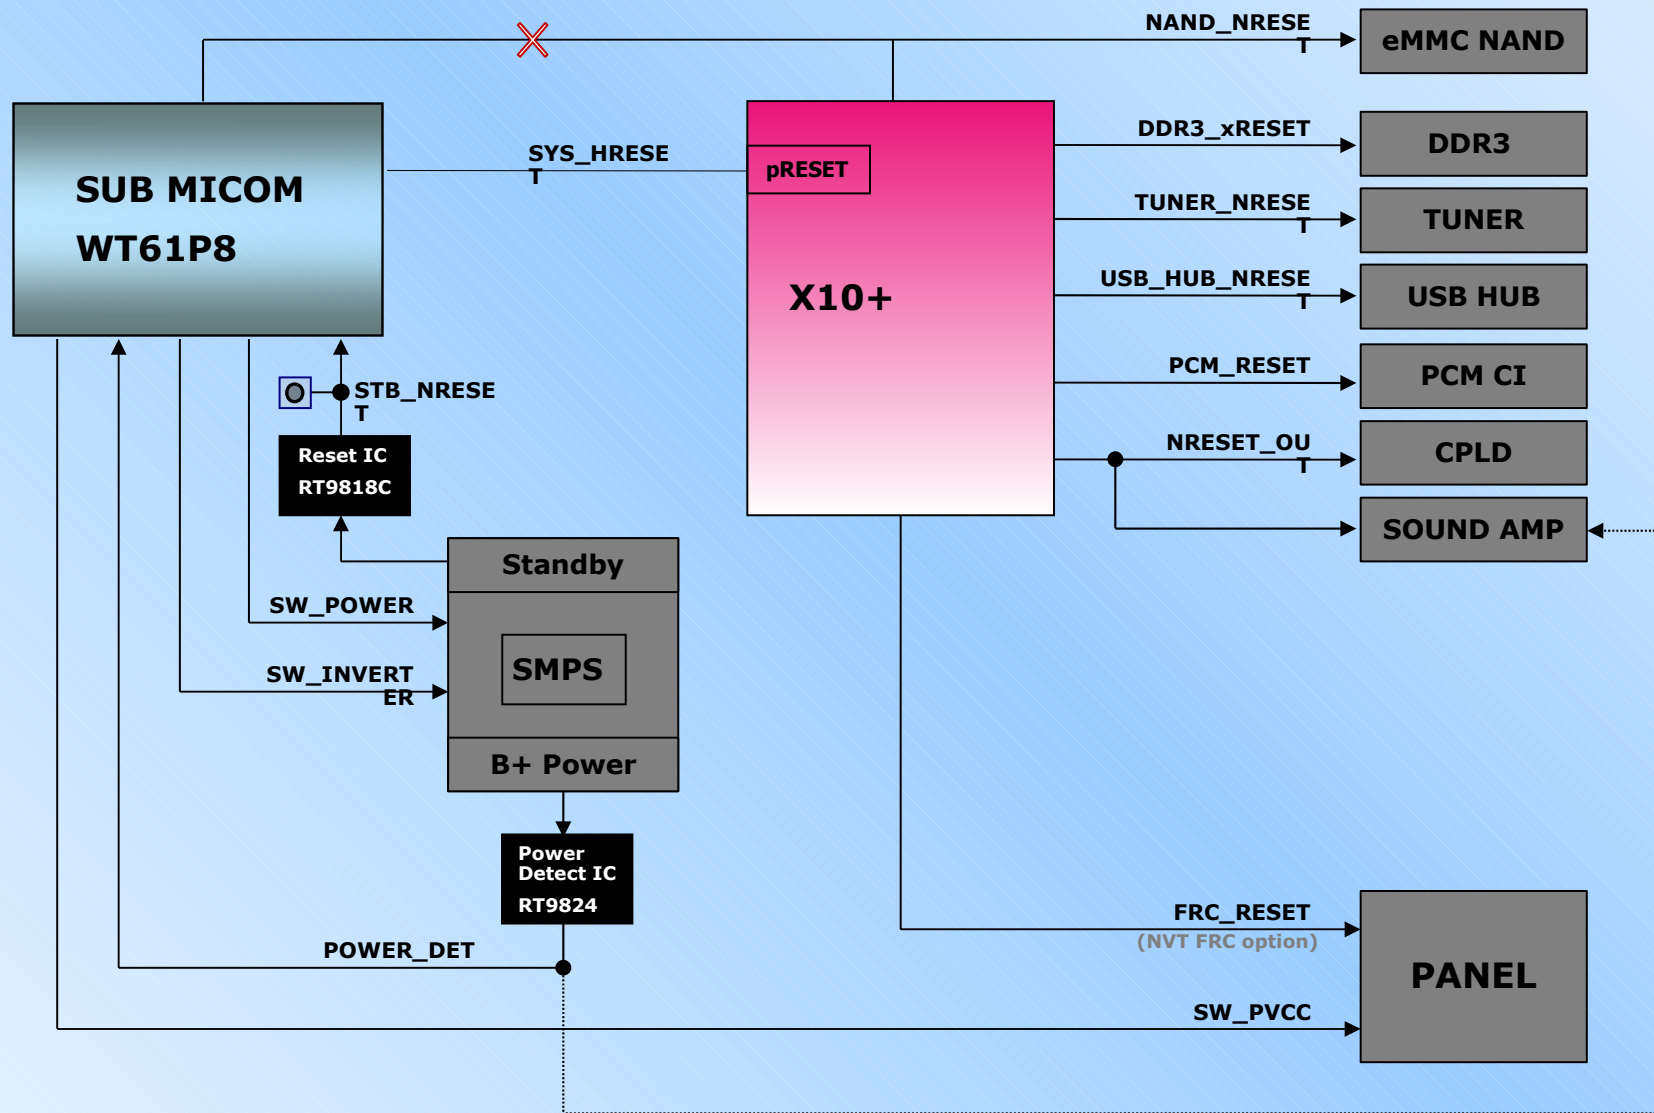 NAND_NRESE
T
eMMC NAND
DDR3_xRESET
DDR3
SYS_HRESE
T
pRESET
SUB MICOM
WT61P8
TUNER_NRESE
T
TUNER
USB_HUB_NRESE
T
USB HUB
X10+
PCM_RESET
PCM CI
STB_NRESE
T
NRESET_OU
T
CPLD
Reset IC
RT9818C
SOUND AMP
Standby
SW_POWER
SMPS
SW_INVERT
ER
B+ Power
Power
Detect IC
RT9824
FRC_RESET
(NVT FRC option)
POWER_DET
PANEL
SW_PVCC